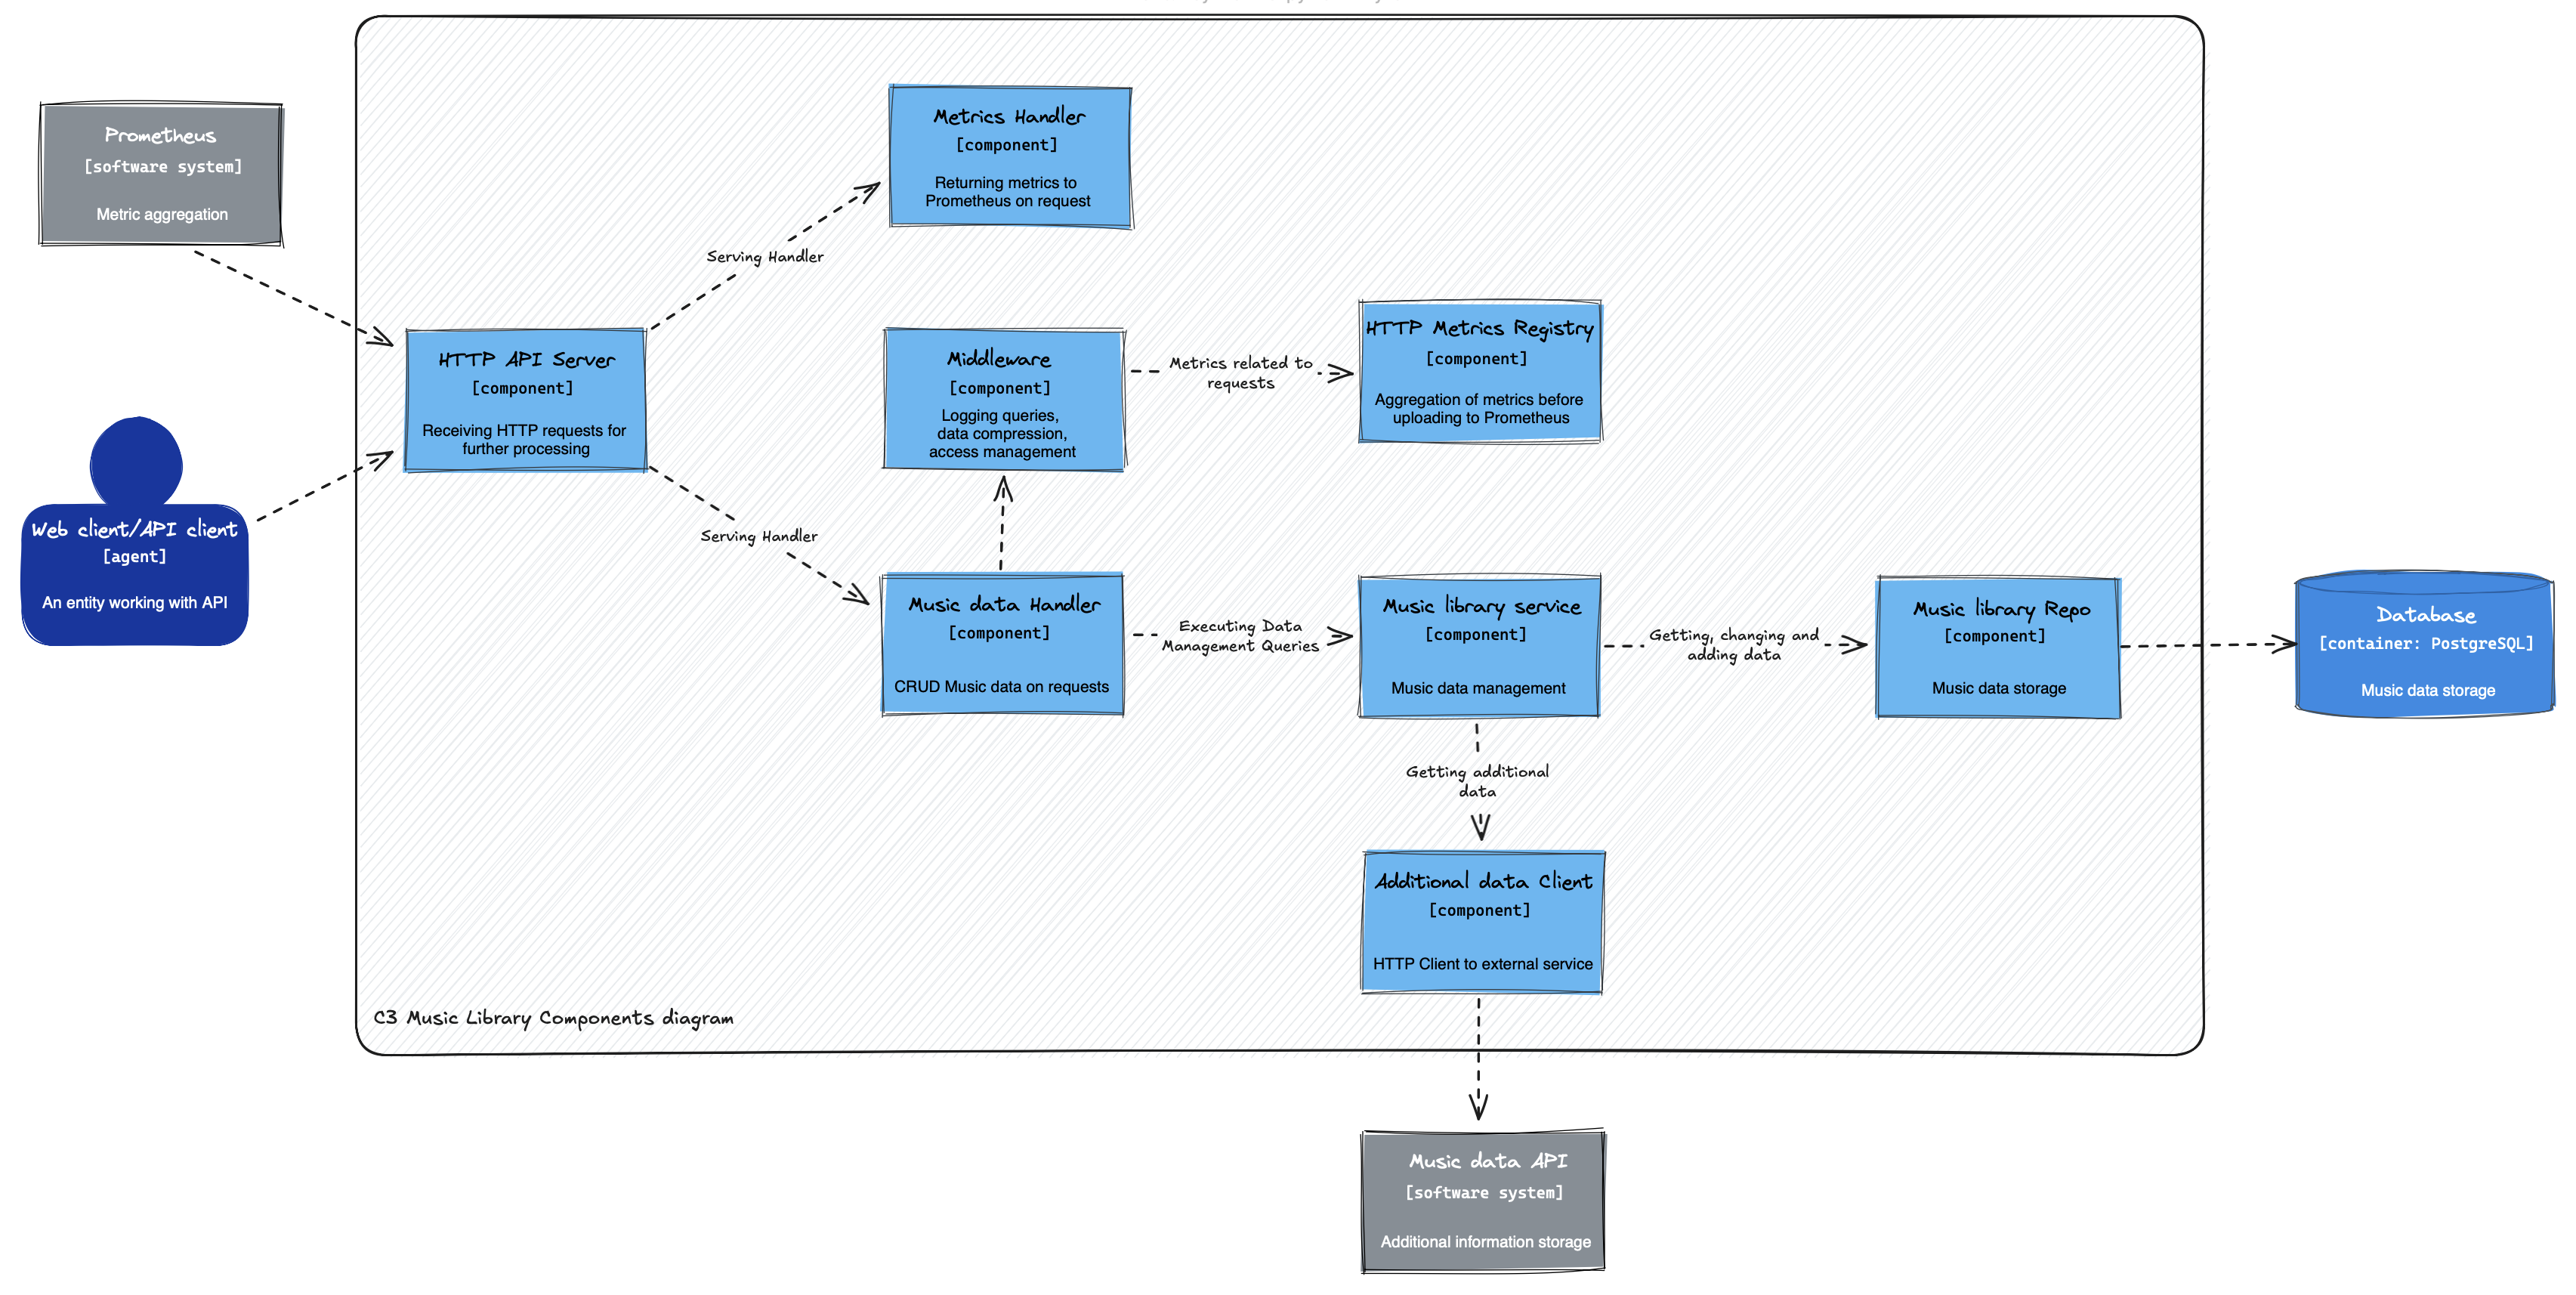 Prometheus
[software system]
Metric aggregation
Metrics Handler
[component]
Returning metrics to
Prometheus on request
Serving Handler
HTTP API Server
[component]
Receiving HTTP requests for
further processing
Middleware
[component]
Logging queries,
data compression,
access management
Metrics related to
requests
HTTP Metrics Registry
[component]
Aggregation of metrics before
uploading to Prometheus
Web client/API client
[agent]
An entity working with API
Serving Handler
Music data Handler
[component]
CRUD Music data on requests
Executing Data
Management Queries
Music library service
[component]
Music data management
Getting, changing and
adding data
Music library Repo
[component]
Music data storage
Database
[container: PostgreSQL]
Music data storage
Getting additional
data
Additional data Client
[component]
HTTP Client to external service
C3 Music Library Components diagram
Music data API
[software system]
Additional information storage